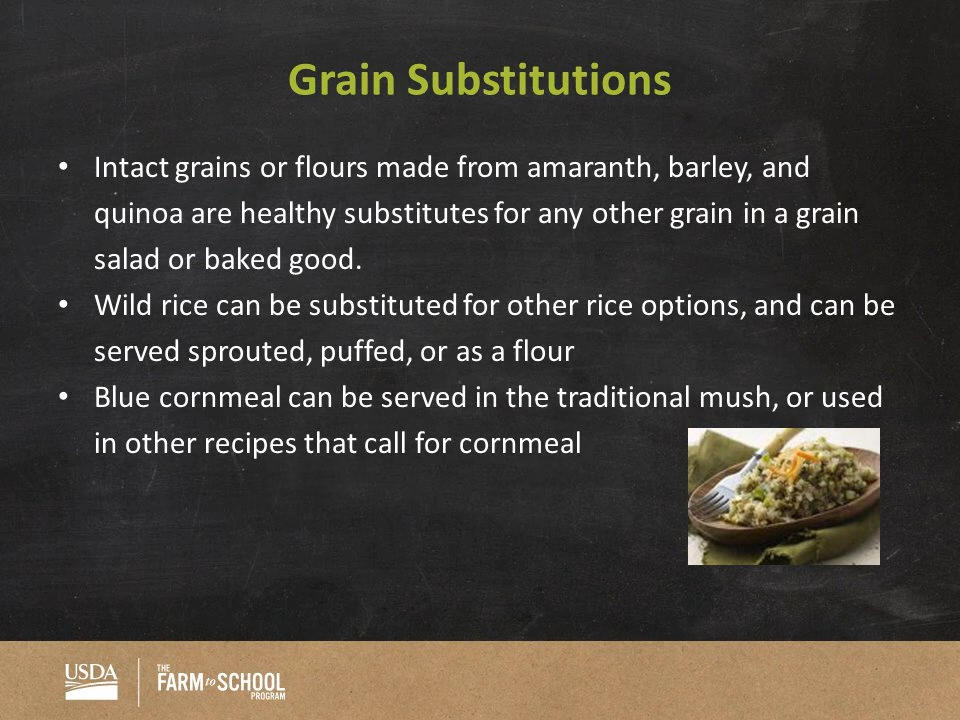 Grain Substitutions
• Intact grains or flours made from amaranth, barley, and
quinoa are healthy substitutes for any other grain in a grain
salad or baked good.
• Wild rice can be substituted for other rice options, and can be
served sprouted, puffed, or as a flour
• Blue cornmeal can be served in the traditional mush, or used
in other recipes that call for cornmeal
USDA
THE
FARM to SCHOOL
PROGRAM